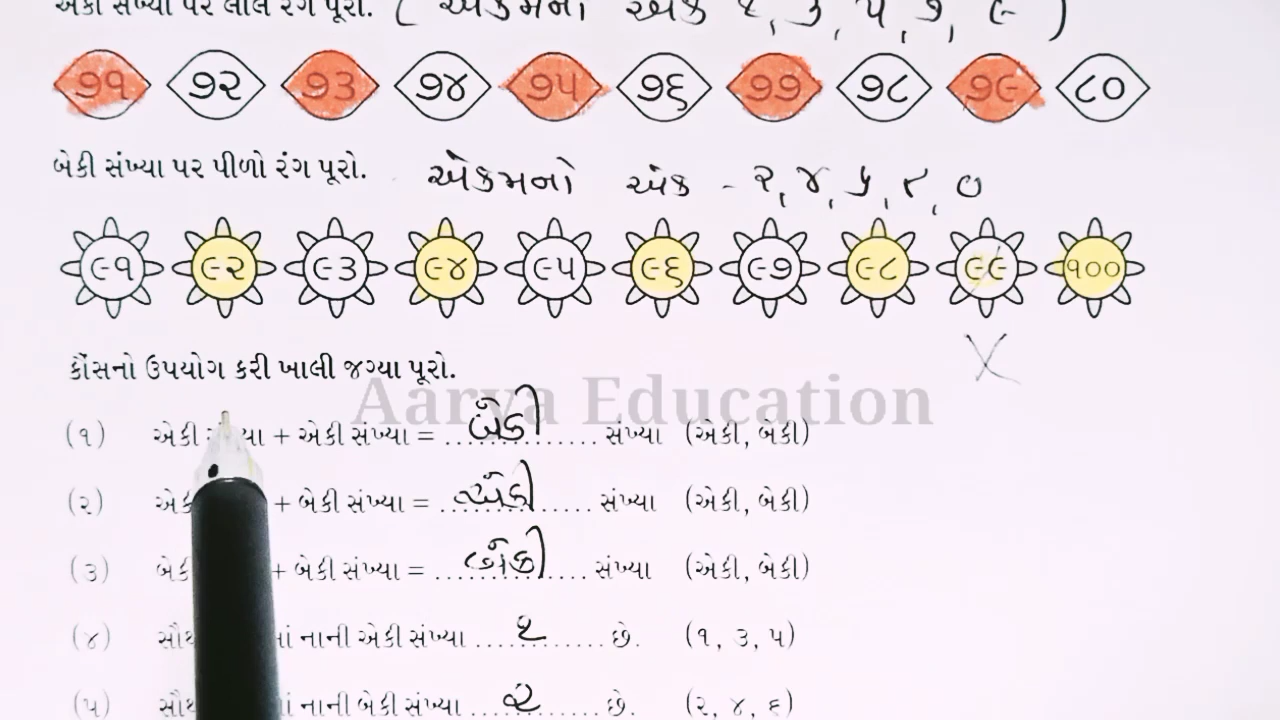 એકી સંખ્યા પર લાલ રંગ પૂરો. ( એકમનો અંક ૧, ૩, ૫, ૭, ૯ )
૭૧ ૭૨ ૭૩ ૭૪ ૭૫ ૭૬ ૭૭ ૭૮ ૭૯ ૮૦
બેકી સંખ્યા પર પીળો રંગ પૂરો. એકમનો અંક - ૨, ૪, ૬, ૮, ૦
૯૧ ૯૨ ૯૩ ૯૪ ૯૫ ૯૬ ૯૭ ૯૮ ૯૯ ૧૦૦
કૌંસનો ઉપયોગ કરી ખાલી જગ્યા પૂરો.
Aarya Education
(૧) એકી + એકી સંખ્યા = ....બેકી.... સંખ્યા (એકી, બેકી)
(૨) + બેકી સંખ્યા = ....એકી.... સંખ્યા (એકી, બેકી)
(૩) + બેકી સંખ્યા = ....બેકી.... સંખ્યા (એકી, બેકી)
(૪) નાની એકી સંખ્યા ....૧.... છે. (૧, ૩, ૫)
(૫) નાની બેકી સંખ્યા ....૨.... છે. (૨, ૪, ૬)